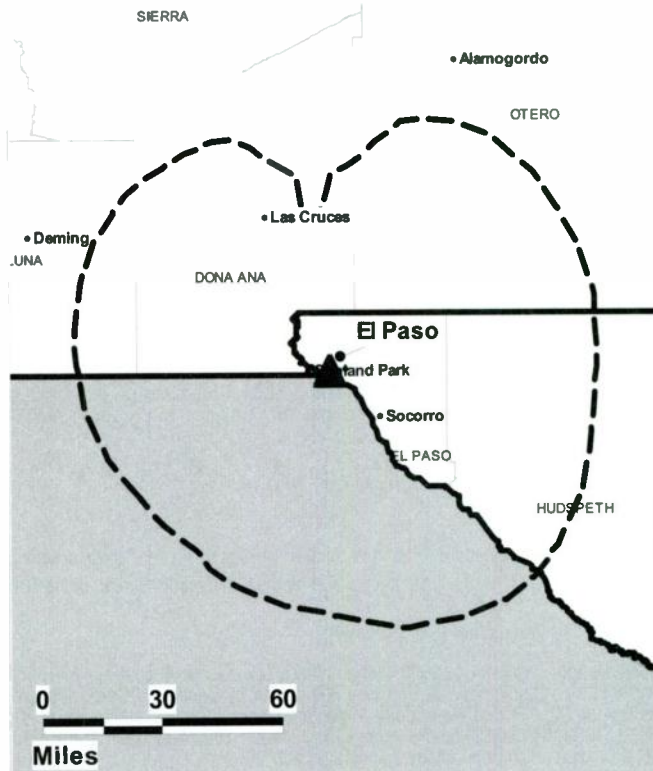 SIERRA
Alamogordo
OTERO
Las Cruces
Deming
LUNA
DONA ANA
El Paso
land Park
Socorro
EL PASO
HUDSPETH
0 30 60
Miles